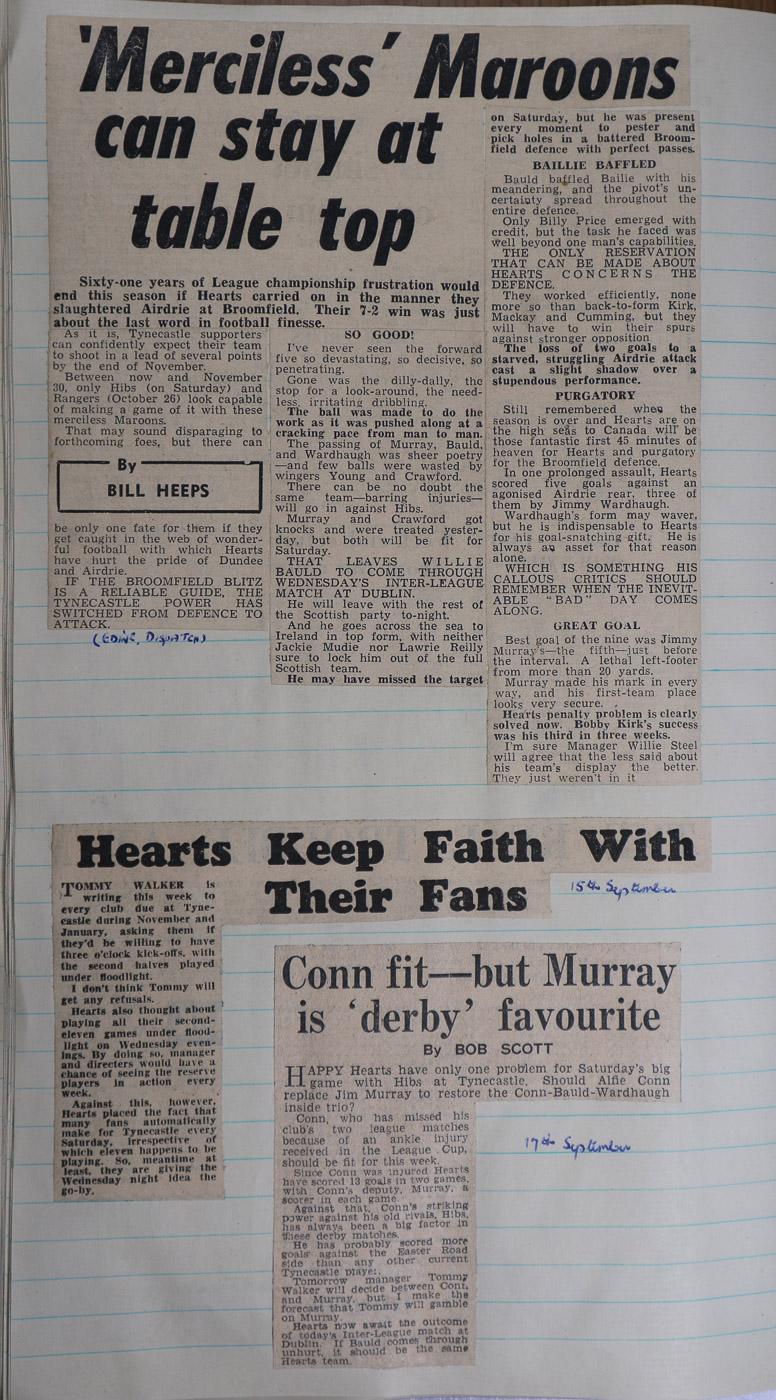 'Merciless' Maroons
can stay at
table top
Sixty-one years of League championship frustration would
end this season if Hearts carried on in the manner they
slaughtered Airdrie at Broomfield. Their 7-2 win was just
about the last word in football finesse.
As it is, Tynecastle supporters
can confidently expect their team
to shoot in a lead of several points
by the end of November.
Between now and November
30, only Hibs (on Saturday) and
Rangers (October 26) look capable
of making a game of it with these
merciless Maroons.
That may sound disparaging to
forthcoming foes, but there can
By
BILL HEEPS
be only one fate for them if they
get caught in the web of wonder-
ful football with which Hearts
have hurt the pride of Dundee
and Airdrie.
IF THE BROOMFIELD BLITZ
IS A RELIABLE GUIDE, THE
TYNECASTLE POWER HAS
SWITCHED FROM DEFENCE TO
ATTACK.
(EDINR. DISPATCH)
SO GOOD!
I've never seen the forward
five so devastating, so decisive, so
penetrating.
Gone was the dilly-dally, the
stop for a look-around, the need-
less, irritating dribbling.
The ball was made to do the
work as it was pushed along at a
cracking pace from man to man.
The passing of Murray, Bauld,
and Wardhaugh was sheer poetry
—and few balls were wasted by
wingers Young and Crawford.
There can be no doubt the
same team—barring injuries—
will go in against Hibs.
Murray and Crawford got
knocks and were treated yester-
day, but both will be fit for
Saturday.
THAT LEAVES WILLIE
BAULD TO COME THROUGH
WEDNESDAY'S INTER-LEAGUE
MATCH AT DUBLIN.
He will leave with the rest of
the Scottish party to-night.
And he goes across the sea to
Ireland in top form, with neither
Jackie Mudie nor Lawrie Reilly
sure to lock him out of the full
Scottish team.
He may have missed the target
on Saturday, but he was present
every moment to pester and
pick holes in a battered Broom-
field defence with perfect passes.
BAILLIE BAFFLED
Bauld baffled Bailie with his
meandering, and the pivot's un-
certainty spread throughout the
entire defence.
Only Billy Price emerged with
credit, but the task he faced was
well beyond one man's capabilities.
THE ONLY RESERVATION
THAT CAN BE MADE ABOUT
HEARTS CONCERNS THE
DEFENCE.
They worked efficiently, none
more so than back-to-form Kirk,
Mackay and Cumming, but they
will have to win their spurs
against stronger opposition
The loss of two goals to a
starved, struggling Airdrie attack
cast a slight shadow over a
stupendous performance.
PURGATORY
Still remembered when the
season is over and Hearts are on
the high seas to Canada will be
those fantastic first 45 minutes of
heaven for Hearts and purgatory
for the Broomfield defence.
In one prolonged assault, Hearts
scored five goals against an
agonised Airdrie rear, three of
them by Jimmy Wardhaugh.
Wardhaugh's form may waver,
but he is indispensable to Hearts
for his goal-snatching gift. He is
always an asset for that reason
alone.
WHICH IS SOMETHING HIS
CALLOUS CRITICS SHOULD
REMEMBER WHEN THE INEVIT-
ABLE "BAD" DAY COMES
ALONG.
GREAT GOAL
Best goal of the nine was Jimmy
Murray's—the fifth—just before
the interval. A lethal left-footer
from more than 20 yards.
Murray made his mark in every
way, and his first-team place
looks very secure.
Hearts penalty problem is clearly
solved now. Bobby Kirk's success
was his third in three weeks.
I'm sure Manager Willie Steel
will agree that the less said about
his team's display the better.
They just weren't in it
Hearts Keep Faith With
Their Fans
15th September
TOMMY WALKER is
writing this week to
every club due at Tyne-
castle during November and
January, asking them if
they'd be willing to have
three o'clock kick-offs, with
the second halves played
under floodlight.
I don't think Tommy will
get any refusals.
Hearts also thought about
playing all their second-
eleven games under flood-
light on Wednesday even-
ings. By doing so, manager
and directers would have a
chance of seeing the reserve
players in action every
week.
Against this, however,
Hearts placed the fact that
many fans automatically
make for Tynecastle every
Saturday, irrespective of
which eleven happens to be
playing. So, meantime at
least, they are giving the
Wednesday night idea the
go-by.
Conn fit—but Murray
is 'derby' favourite
By BOB SCOTT
HAPPY Hearts have only one problem for Saturday's big
game with Hibs at Tynecastle. Should Alfie Conn
replace Jim Murray to restore the Conn-Bauld-Wardhaugh
inside trio?
Conn, who has missed his
club's two league matches
because of an ankle injury
received in the League Cup,
should be fit for this week.
Since Conn was injured Hearts
have scored 13 goals in two games,
with Conn's deputy, Murray, a
scorer in each game.
Against that, Conn's striking
power against his old rivals, Hibs,
has always been a big factor in
these derby matches.
He has probably scored more
goals against the Easter Road
side than any other current
Tynecastle player.
Tomorrow manager Tommy
Walker will decide between Conn
and Murray, but I make the
forecast that Tommy will gamble
on Murray.
Hearts now await the outcome
of today's Inter-League match at
Dublin. If Bauld comes through
unhurt, it should be the same
Hearts team.
17th September